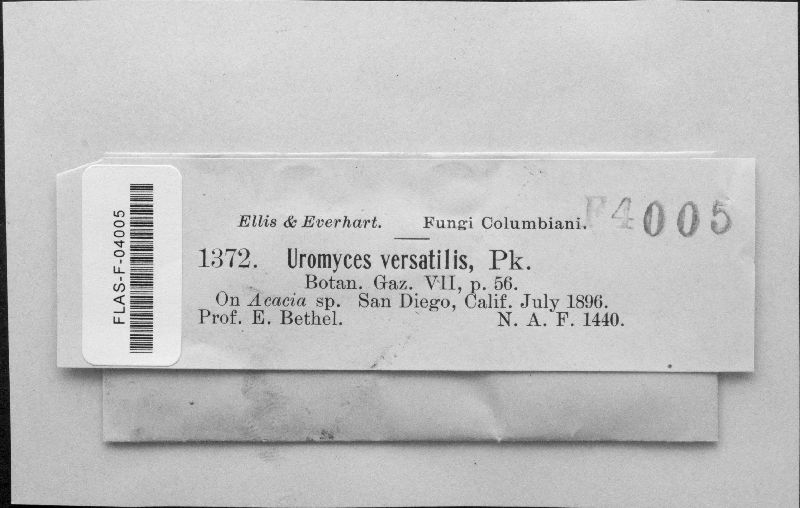 FLAS-F-04005
Ellis & Everhart. Fungi Columbiani. F4005
1372. Uromyces versatilis, Pk.
Botan. Gaz. VII, p. 56.
On Acacia sp. San Diego, Calif. July 1896.
Prof. E. Bethel. N. A. F. 1440.